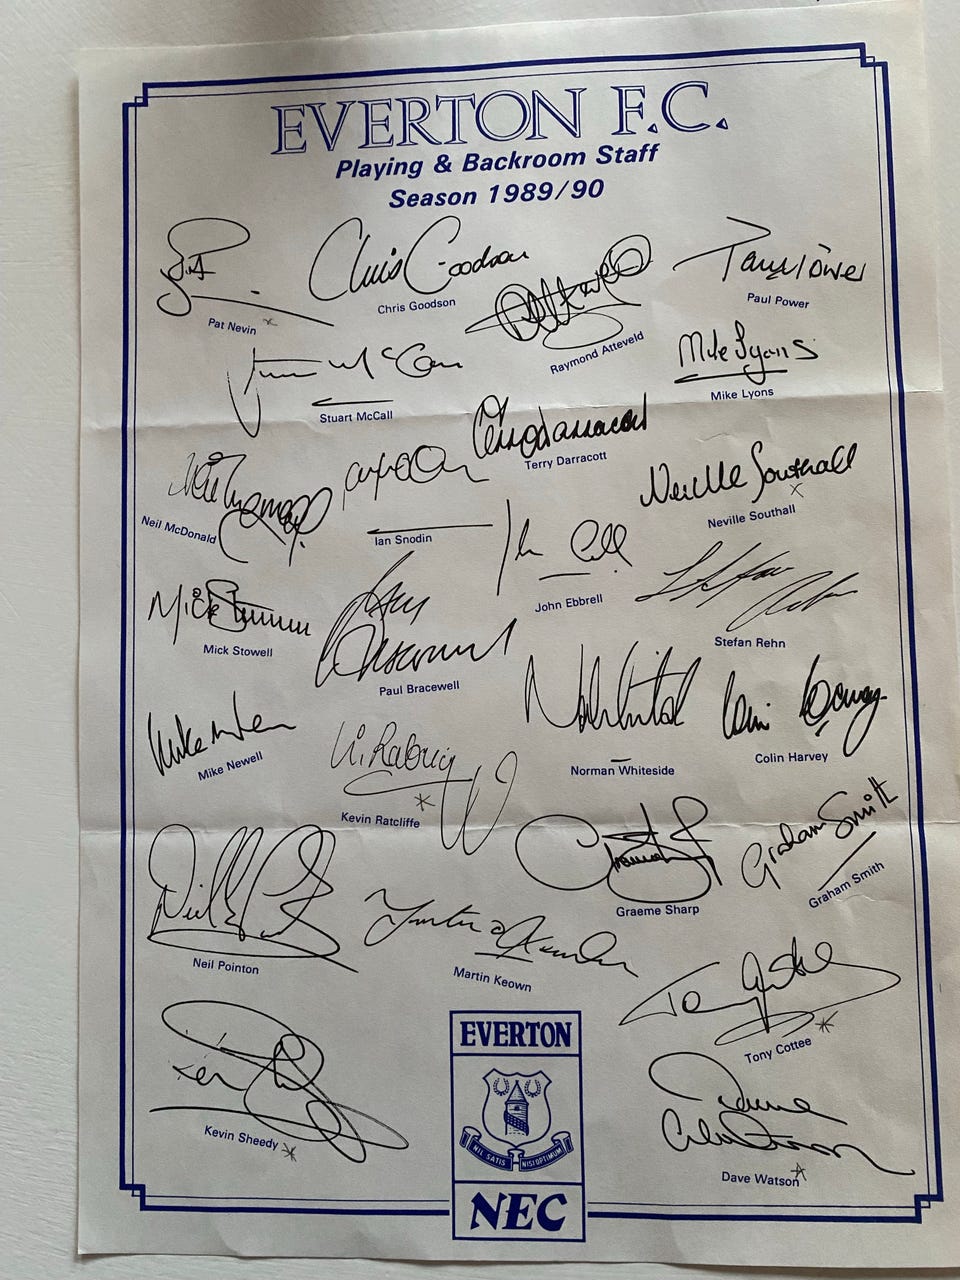 EVERTON F.C.
Playing & Backroom Staff
Season 1989/90
Chris Goodson
Pat Nevin
Chris Goodson
Raymond Atteveld
Paul Power
Stuart McCall
Mike Lyons
Mike Lyons
Neil McDonald
Ian Snodin
Terry Darracott
Neville Southall
Neville Southall
Mick Stowell
Paul Bracewell
John Ebbrell
Stefan Rehn
Mike Newell
Kevin Ratcliffe
Norman Whiteside
Colin Harvey
Graham Smith
Neil Pointon
Martin Keown
Graeme Sharp
Graham Smith
Tony Cottee
Kevin Sheedy
Dave Watson
EVERTON
NIL SATIS NISI OPTIMUM
NEC